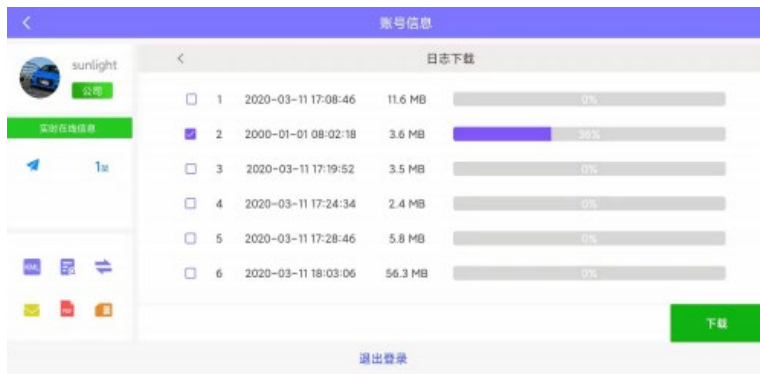 账号信息
sunlight
公司
实时在线信息
1架
日志下载
1 2020-03-11 17:08:46 11.6 MB 0%
2 2000-01-01 08:02:18 3.6 MB 36%
3 2020-03-11 17:19:52 3.5 MB 0%
4 2020-03-11 17:24:34 2.4 MB 0%
5 2020-03-11 17:28:46 5.8 MB 0%
6 2020-03-11 18:03:06 56.3 MB 0%
下载
退出登录